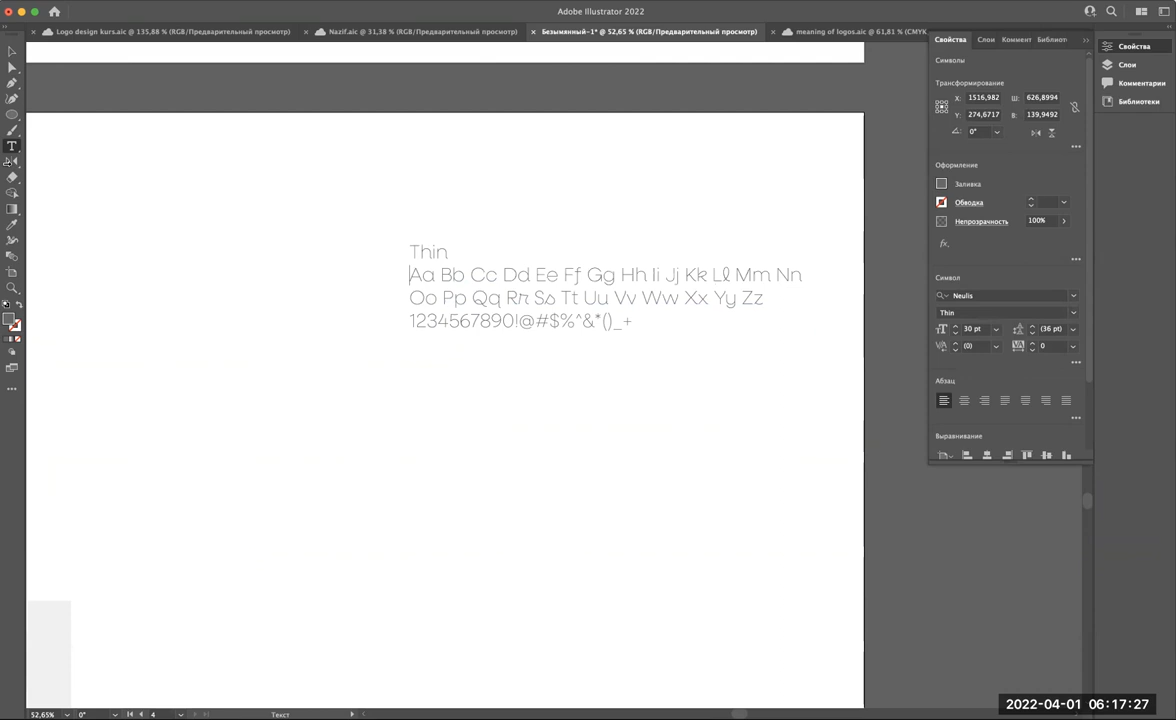 Adobe Illustrator 2022
Logo design kurs.aic @ 135,88 % (RGB/Предварительный просмотр)
Nazif.aic @ 31,38 % (RGB/Предварительный просмотр)
Безымянный-1* @ 52,65 % (RGB/Предварительный просмотр)
meaning of logos.aic @ 61,81 % (CMYK
Свойства Слои Коммент Библиот
Свойства
Слои
Комментарии
Библиотеки
Символы
Трансформирование
X: 1516,982 Ш: 626,8994
Y: 274,6717 В: 139,9492
0°
Оформление
Заливка
Обводка
Непрозрачность 100%
fx.
Символ
Neulis
Thin
30 pt (36 pt)
(0) 0
Абзац
Выравнивание
Thin
Aa Bb Cc Dd Ee Ff Gg Hh Ii Jj Kk Ll Mm Nn
Oo Pp Qq Rr Ss Tt Uu Vv Ww Xx Yy Zz
1234567890!@#$%^&*()_+
52,65% 0° 4 Текст
2022-04-01 06:17:27